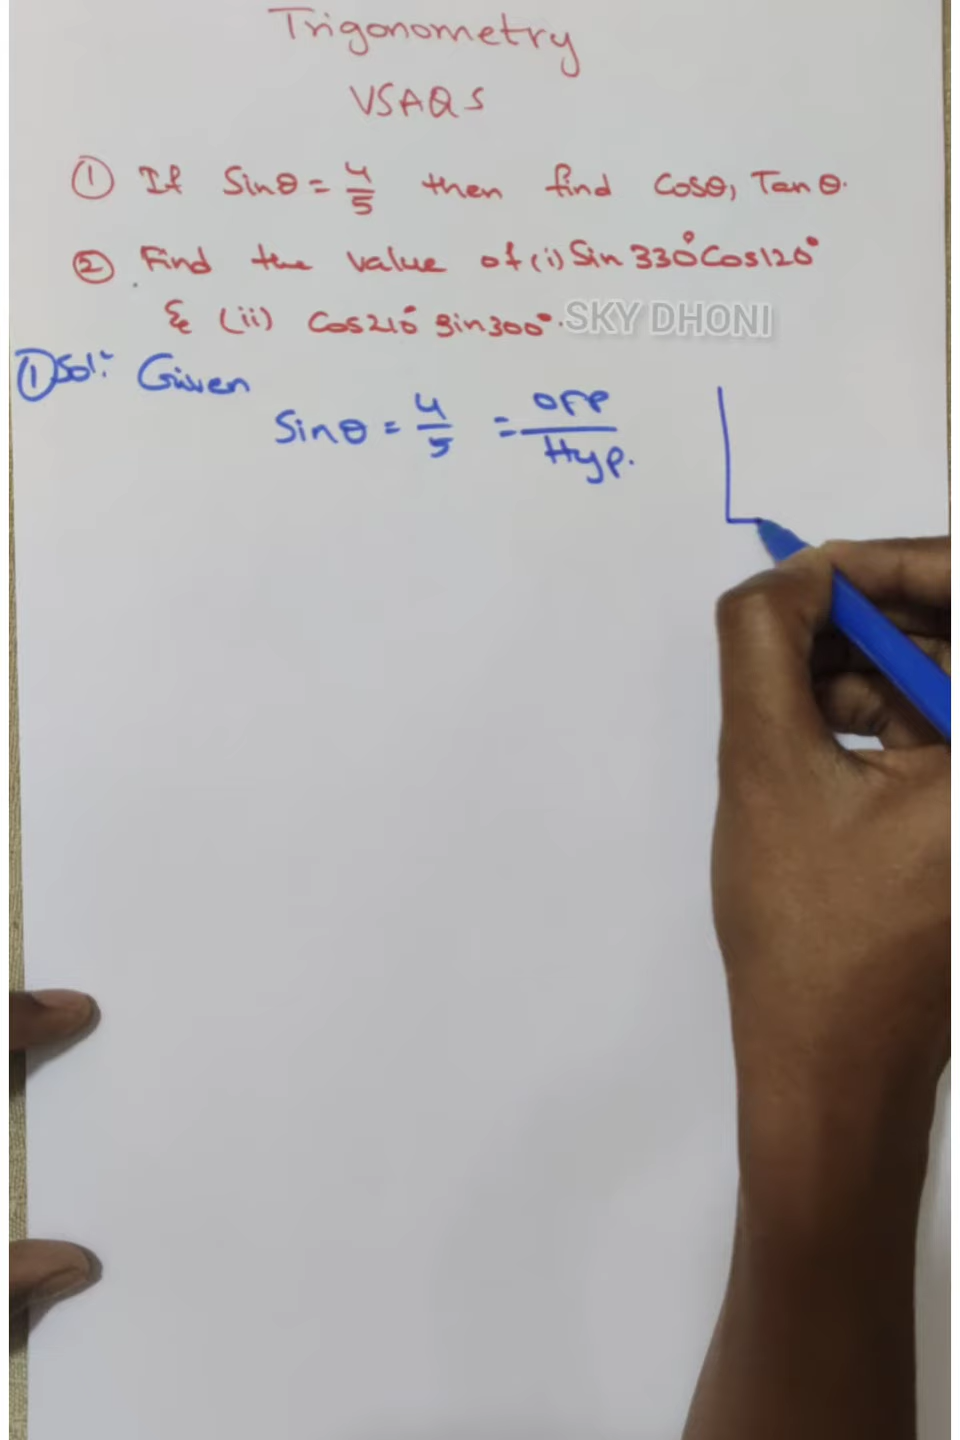 Trigonometry
VSAQS
① If Sinθ = 4/5 then find Cosθ, Tanθ.
② Find the value of (i) Sin 330° Cos120°
& (ii) Cos210° Sin300°.
SKY DHONI
① Sol: Given
Sinθ = 4/5 = OPP/Hyp.